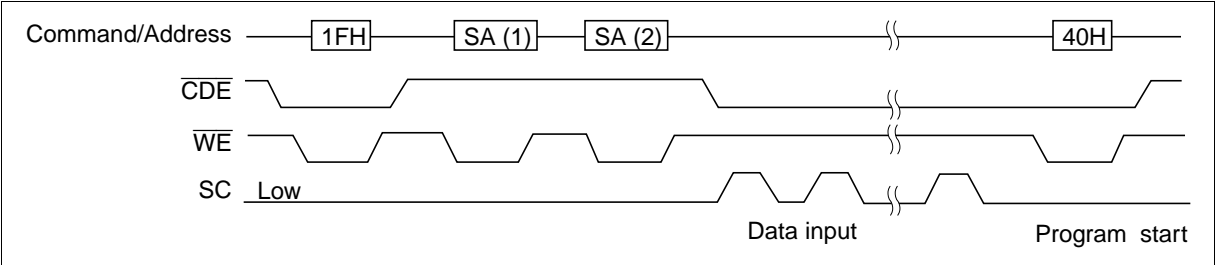 Command/Address 1FH SA (1) SA (2) 40H
CDE
WE
SC Low
Data input Program start